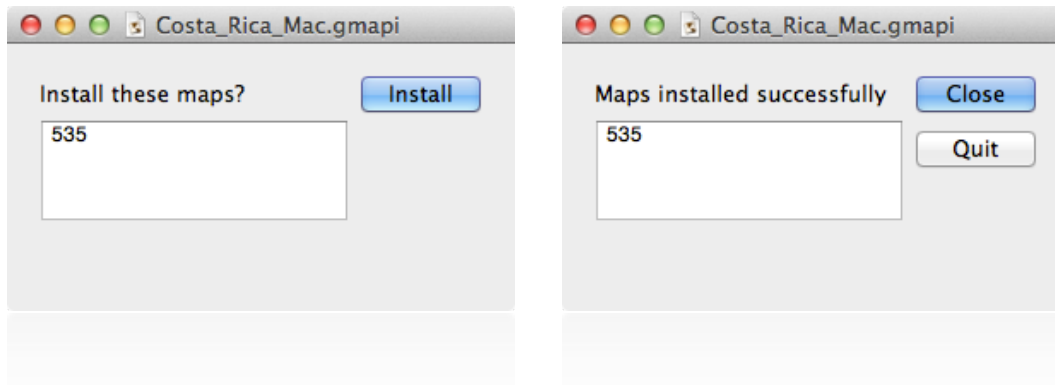 Costa_Rica_Mac.gmapi
Install these maps?
Install
535
Costa_Rica_Mac.gmapi
Maps installed successfully
Close
535
Quit